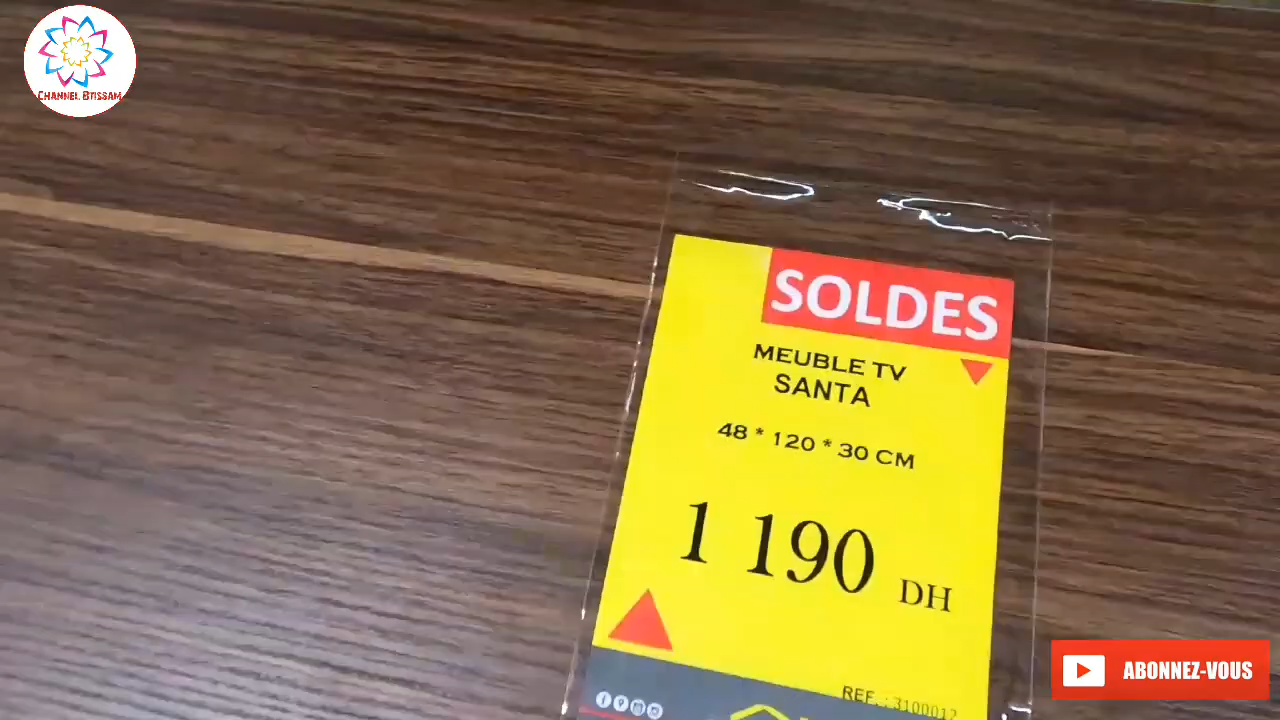 CHANNEL BTISSAM
SOLDES
MEUBLE TV
SANTA
48 * 120 * 30 CM
1 190 DH
REF. : 3100012
ABONNEZ-VOUS